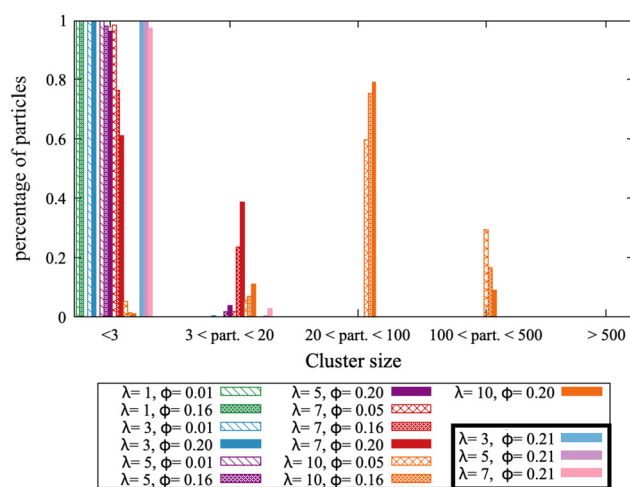 percentage of particles
1
0.8
0.6
0.4
0.2
0
<3 3 < part. < 20 20 < part. < 100 100 < part. < 500 > 500
Cluster size
λ= 1, ϕ= 0.01 λ= 5, ϕ= 0.20 λ= 10, ϕ= 0.20
λ= 1, ϕ= 0.16 λ= 7, ϕ= 0.05
λ= 3, ϕ= 0.01 λ= 7, ϕ= 0.16 λ= 3, ϕ= 0.21
λ= 3, ϕ= 0.20 λ= 7, ϕ= 0.20 λ= 5, ϕ= 0.21
λ= 5, ϕ= 0.01 λ= 10, ϕ= 0.05 λ= 7, ϕ= 0.21
λ= 5, ϕ= 0.16 λ= 10, ϕ= 0.16